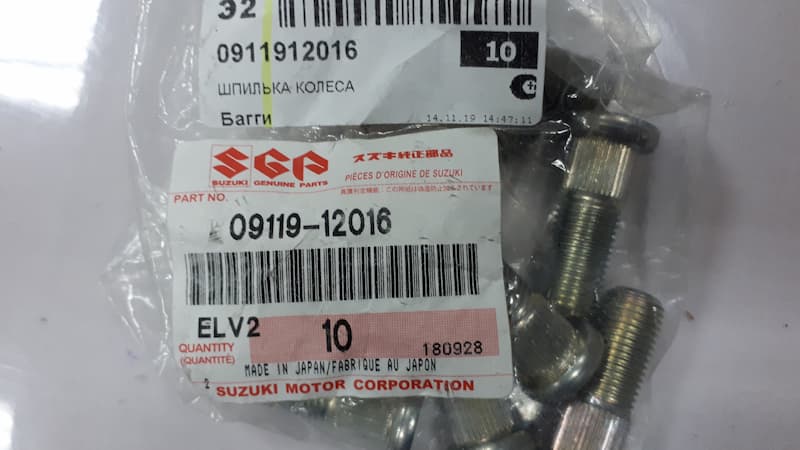 Э2
0911912016
10
ШПИЛЬКА КОЛЕСА
Багги
14.11.19 14:47:11
SGP
SUZUKI GENUINE PARTS
スズキ純正部品
PIÈCES D'ORIGINE DE SUZUKI
PART NO.
09119-12016
ELV2
10
QUANTITY
(QUANTITÉ)
180928
MADE IN JAPAN/FABRIQUE AU JAPON
2
SUZUKI MOTOR CORPORATION